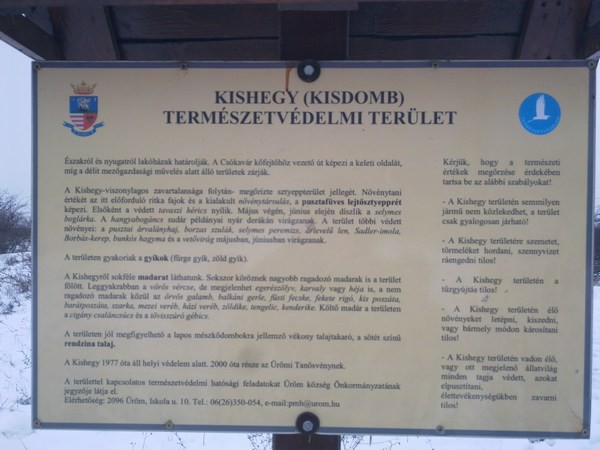 KISHEGY (KISDOMB)
TERMÉSZETVÉDELMI TERÜLET
Északról és nyugatról lakóházak határolják. A Csókavár kőfejtőhöz vezető út képezi a keleti oldalát,
míg a délit mezőgazdasági művelés alatt álló területek zárják.
A Kishegy-viszonylagos zavartalansága folytán- megőrizte sztyeppterület jellegét. Növénytani
értékét az itt előforduló ritka fajok és a kialakult növénytársulás, a pusztafüves lejtősztyepprét
képezi. Elsőként a védett tavaszi hérics nyílik. Május végén, június elején díszlik a selymes
boglárka. A hangyabogáncs sudár példányai nyár derűkán virágzanak. A terület többi védett
növényei: a pusztai árvalányhaj, borzas szulák, selymes peremizs, árlevelű len, Sadler-imola,
Borbás-kerep, bunkós hagyma és a vetővirág májusban, júniusban virágzanak.
A területen gyakoriak a gyíkok (fürge gyík, zöld gyík).
A Kishegyről sokféle madarat láthatunk. Sokszor köröznek nagyobb ragadozó madarak is a terület
fölött. Leggyakrabban a vörös vércse, de megjelenhet egerészölyv, karvaly vagy héja is, a nem
ragadozó madarak közül az örvös galamb, balkáni gerle, füsti fecske, fekete rigó, kis poszáta,
barátposzáta, szarka, mezei veréb, házi veréb, zöldike, tengelic, kenderike. Költő madár a területen
a cigány csaláncsúcs és a tövisszúró gébics.
A területen jól megfigyelhető a lapos mészkődombokra jellemző vékony talajtakaró, a sötét színű
rendzina talaj.
A Kishegy 1977 óta áll helyi védelem alatt. 2000 óta része az Ürömi Tanösvénynek.
A területtel kapcsolatos természetvédelmi hatósági feladatokat Üröm község Önkormányzatának
jegyzője látja el.
Elérhetőség: 2096 Üröm, Iskola u. 10. Tel.: 06(26)350-054, e-mail:pmh@urom.hu
Kérjük, hogy a természeti
értékek megőrzése érdekében
tartsa be az alábbi szabályokat!
- A Kishegy területén semmilyen
jármű nem közlekedhet, a terület
csak gyalogosan járható!
- A Kishegy területére szemetet,
törmeléket hordani, szennyvizet
ráengedni tilos!
- A Kishegy területén a
tűzgyújtás tilos!
- A Kishegy területén élő
növényeket letépni, kiszedni,
vagy bármely módon károsítani
tilos!
- A Kishegy területén vadon élő,
vagy ott megjelenő állatvilág
minden tagja védett, azokat
elpusztítani,
élettevékenységükben zavarni
tilos!